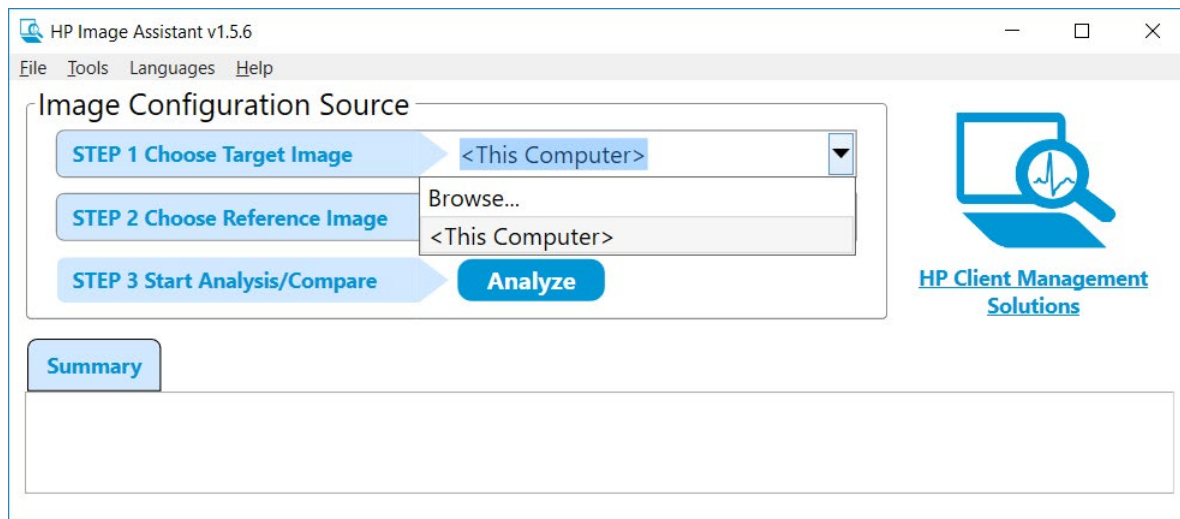 HP Image Assistant v1.5.6
File Tools Languages Help
Image Configuration Source
STEP 1 Choose Target Image <This Computer>
Browse...
STEP 2 Choose Reference Image
<This Computer>
STEP 3 Start Analysis/Compare Analyze
HP Client Management
Solutions
Summary